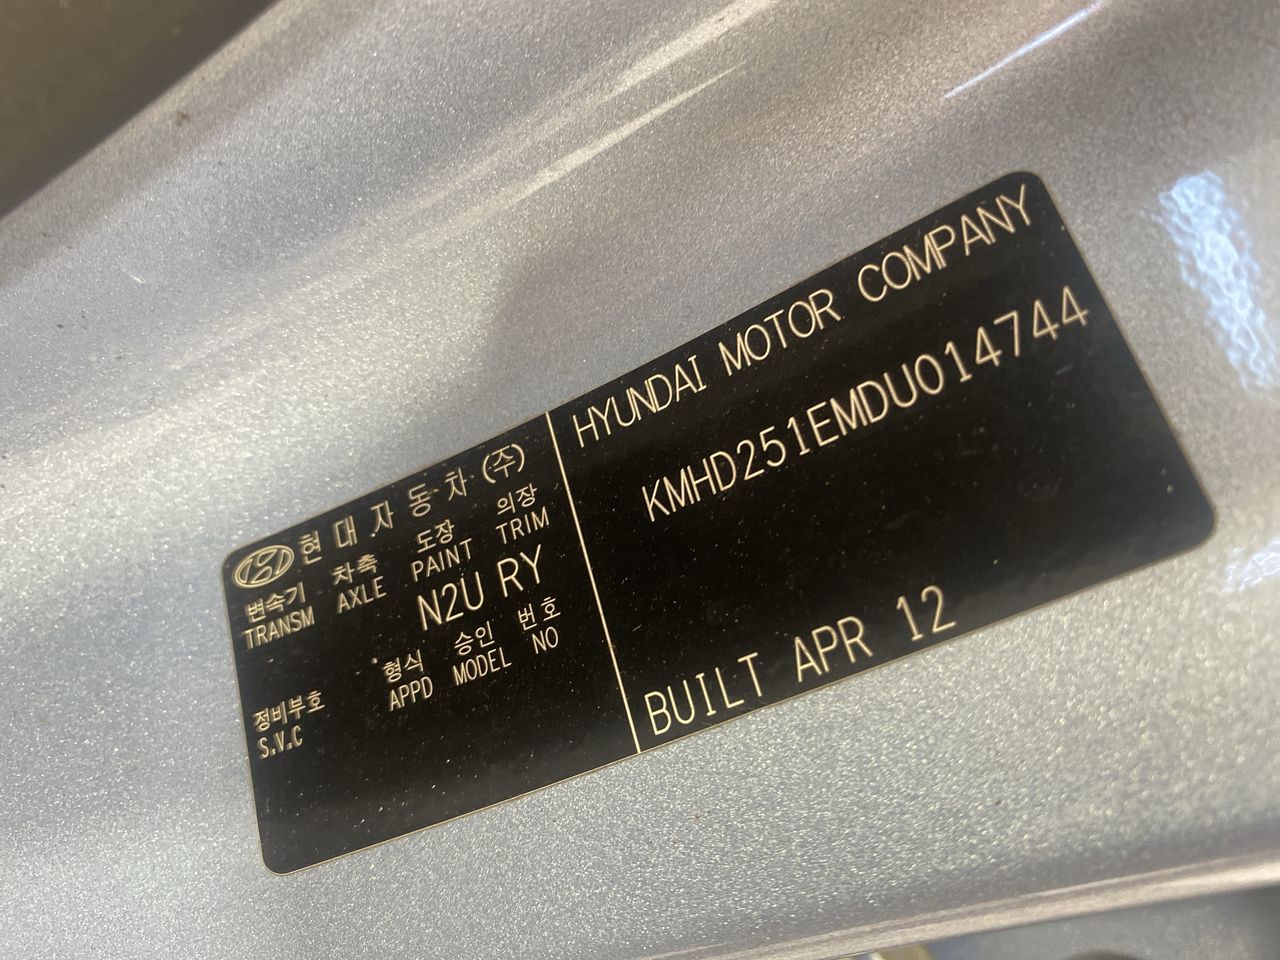 현대자동차(주)
변속기 차축 도장 의장
TRANSM AXLE PAINT TRIM
N2U RY
형식 승인 번호
APPD MODEL NO
정비부호
S.V.C
HYUNDAI MOTOR COMPANY
KMHD251EMDU014744
BUILT APR 12